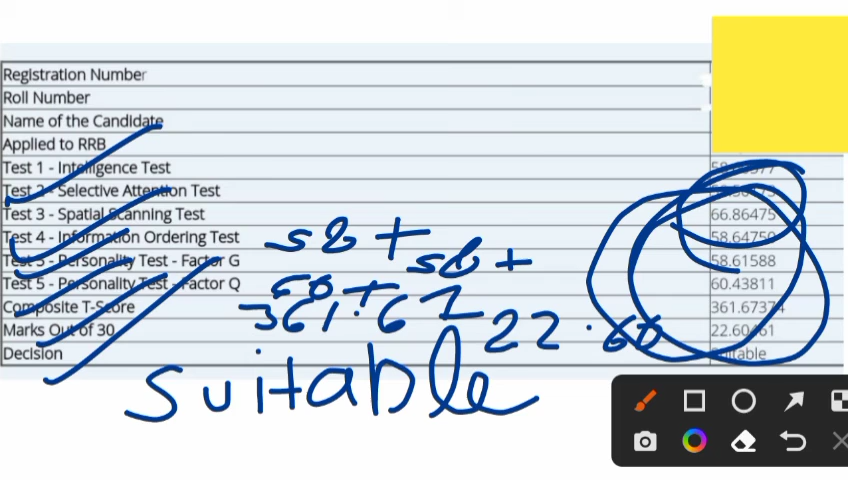 Registration Number
Roll Number
Name of the Candidate
Applied to RRB
Test 1 - Intelligence Test
Test 2 - Selective Attention Test
Test 3 - Spatial Scanning Test 66.86475
Test 4 - Information Ordering Test 58.64750
Test 5 - Personality Test - Factor G 58.61588
Test 5 - Personality Test - Factor Q 60.43811
Composite T-Score 361.67374
Marks Out of 30 22.60461
Decision Suitable
58 + 58 +
60 +
361.67
22.60
suitable